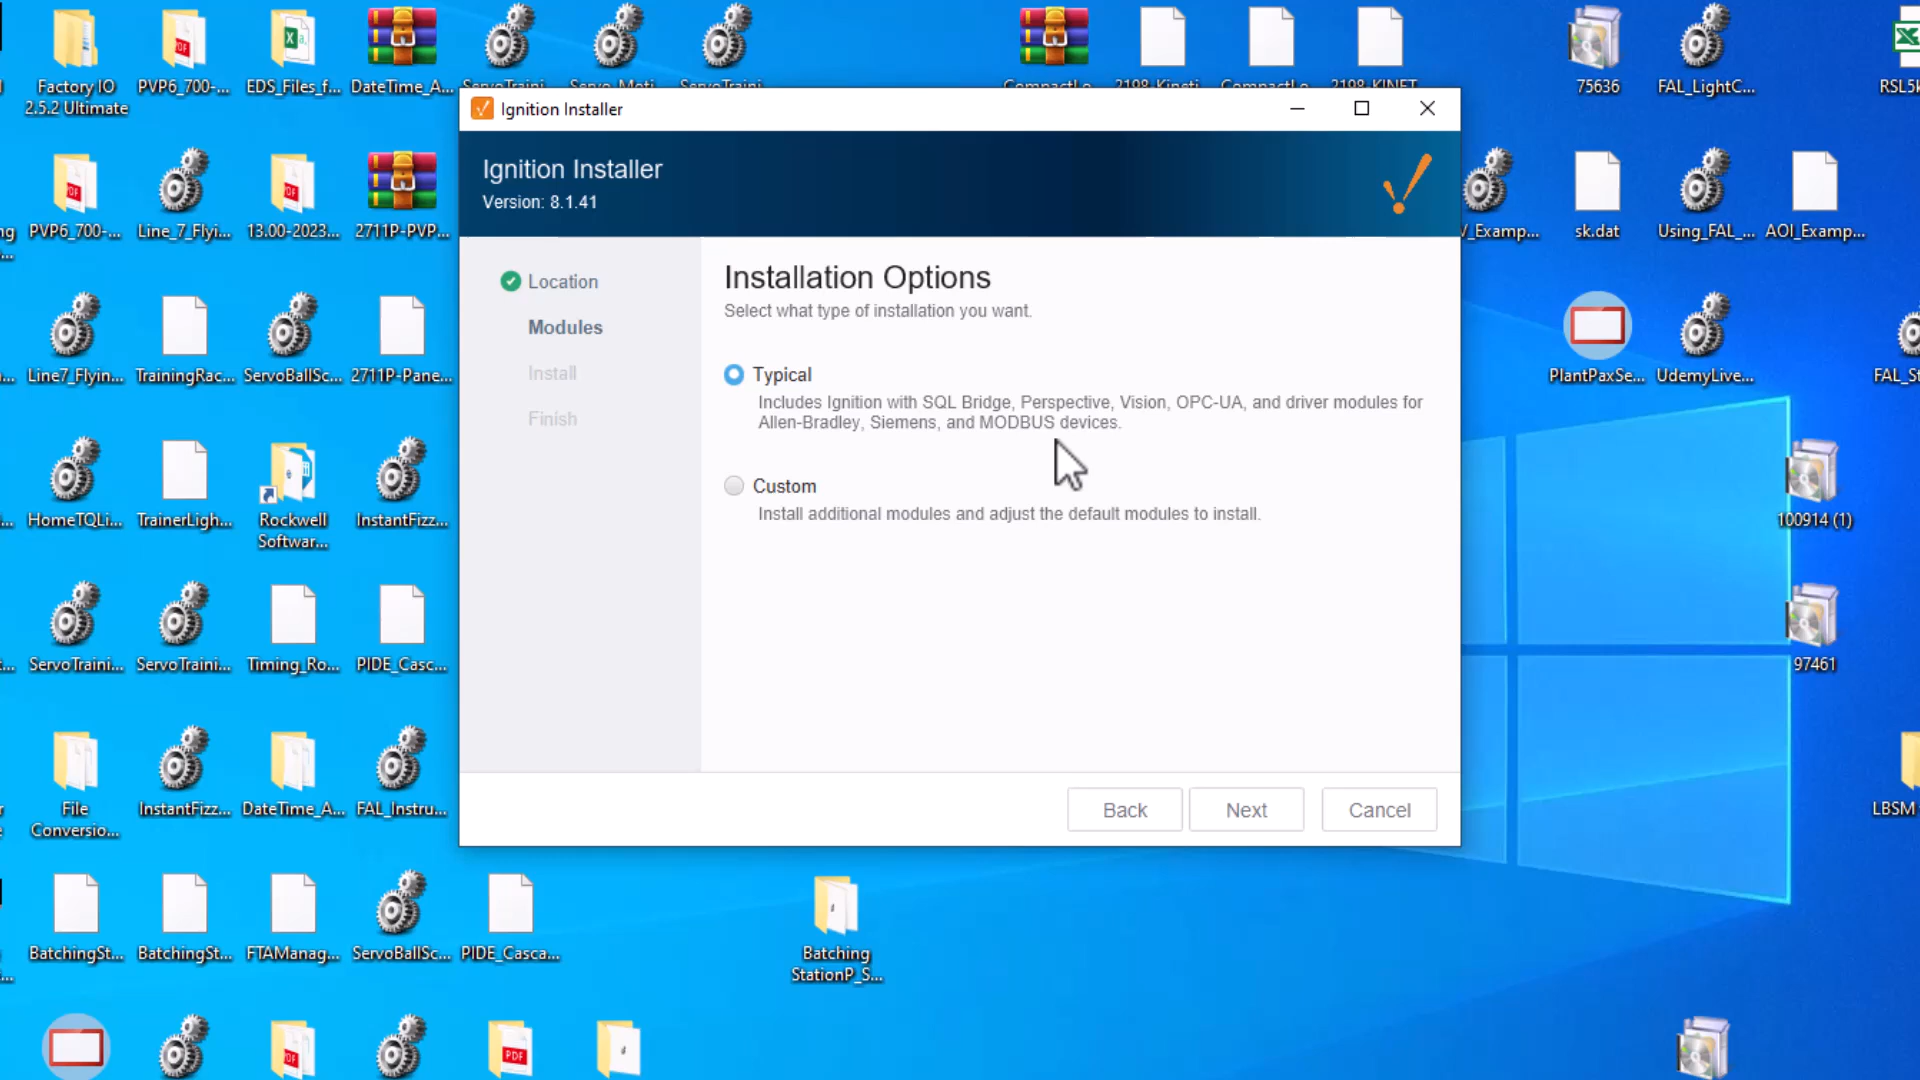 Factory IO
2.5.2 Ultimate
PVP6_700-...
EDS_Files_f...
DateTime_A...
75636
FAL_LightC...
Ignition Installer
Ignition Installer
Version: 8.1.41
PVP6_700-...
Line_7_Flyi...
13.00-2023...
2711P-PVP...
V_Examp...
sk.dat
Using_FAL_...
AOI_Examp...
Location
Modules
Install
Finish
Installation Options
Select what type of installation you want.
Typical
Includes Ignition with SQL Bridge, Perspective, Vision, OPC-UA, and driver modules for
Allen-Bradley, Siemens, and MODBUS devices.
Custom
Install additional modules and adjust the default modules to install.
Back
Next
Cancel
Line7_Flyin...
TrainingRac...
ServoBallSc...
2711P-Pane...
PlantPaxSe...
UdemyLive...
HomeTQLi...
TrainerLigh...
Rockwell
Softwar...
InstantFizz...
100914 (1)
ServoTraini...
ServoTraini...
Timing_Ro...
PIDE_Casc...
97461
File
Conversio...
InstantFizz...
DateTime_A...
FAL_Instru...
LBSM
BatchingSt...
BatchingSt...
FTAManag...
ServoBallSc...
PIDE_Casca...
Batching
StationP_S...